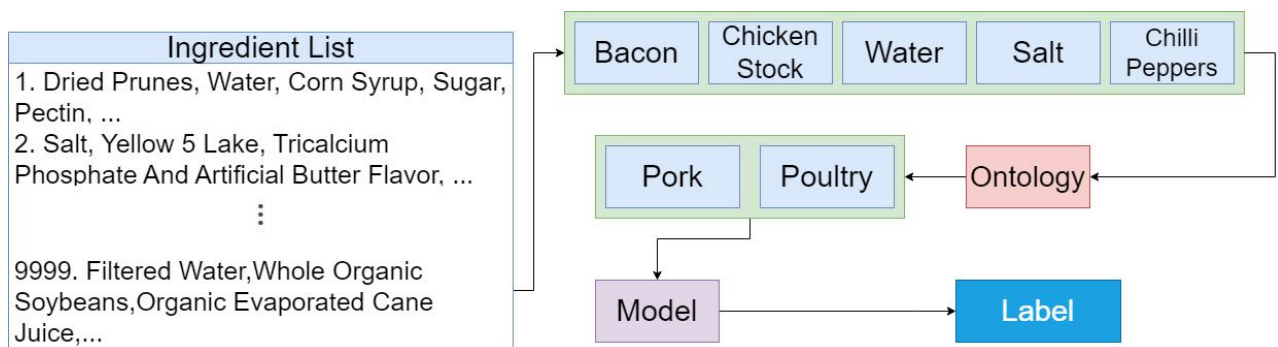 Ingredient List
1. Dried Prunes, Water, Corn Syrup, Sugar,
Pectin, ...
2. Salt, Yellow 5 Lake, Tricalcium
Phosphate And Artificial Butter Flavor, ...
⋮
9999. Filtered Water,Whole Organic
Soybeans,Organic Evaporated Cane
Juice,...
Bacon
Chicken
Stock
Water
Salt
Chilli
Peppers
Pork
Poultry
Ontology
Model
Label